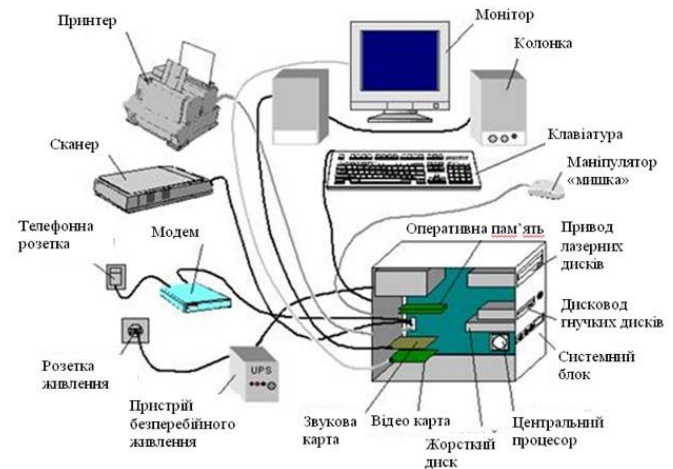 Принтер
Монітор
Колонка
Сканер
Клавіатура
Маніпулятор
«мишка»
Телефонна
розетка
Модем
Оперативна пам`ять
Привод
лазерних
дисків
Дисковод
гнучких дисків
Розетка
живлення
UPS
Системний
блок
Пристрій
безперебійного
живлення
Звукова
карта
Відео карта
Жорсткий
диск
Центральний
процесор